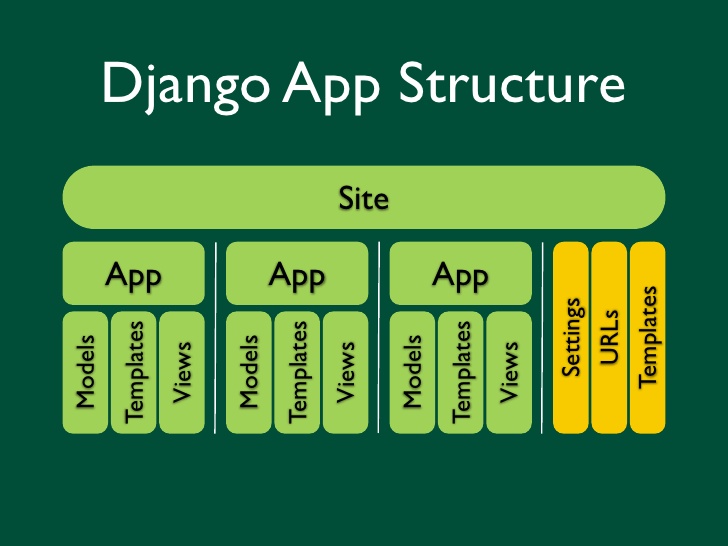 Django App Structure
Site
App
Models
Templates
Views
App
Models
Templates
Views
App
Models
Templates
Views
Settings
URLs
Templates